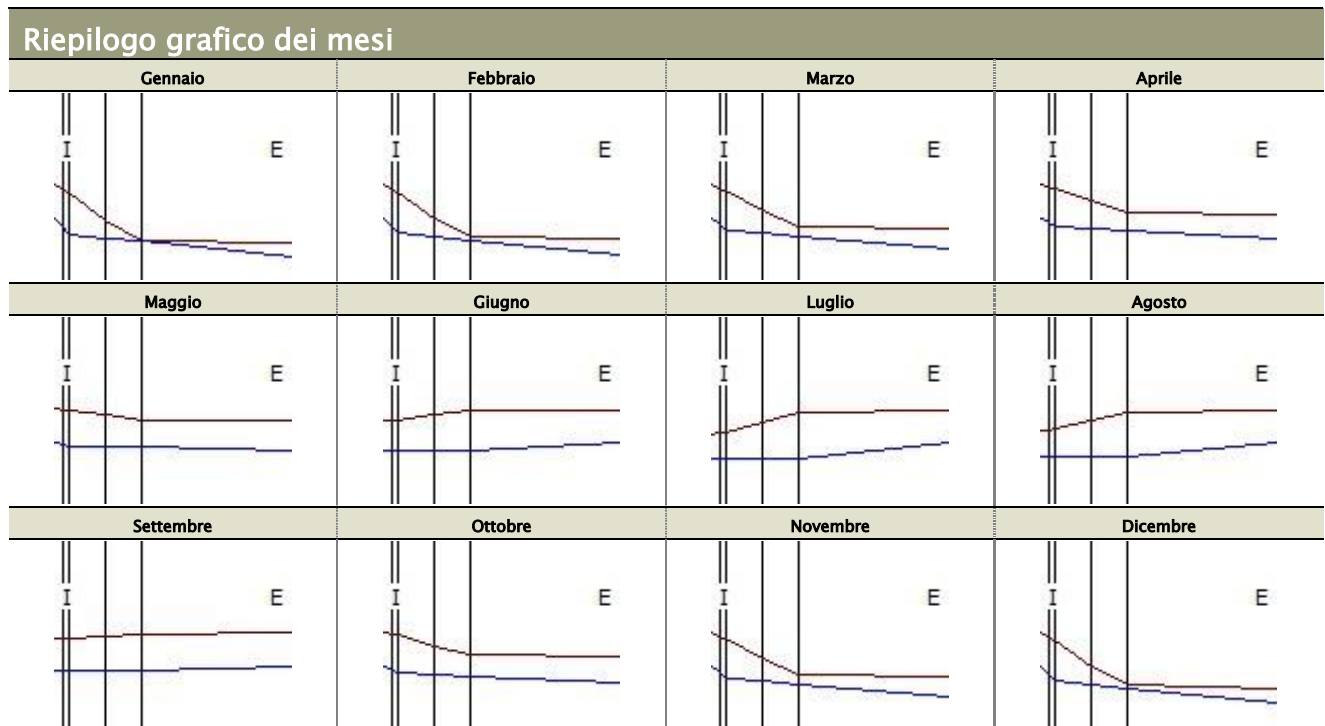 Riepilogo grafico dei mesi
Gennaio Febbraio Marzo Aprile
I E I E I E I E
Maggio Giugno Luglio Agosto
I E I E I E I E
Settembre Ottobre Novembre Dicembre
I E I E I E I E